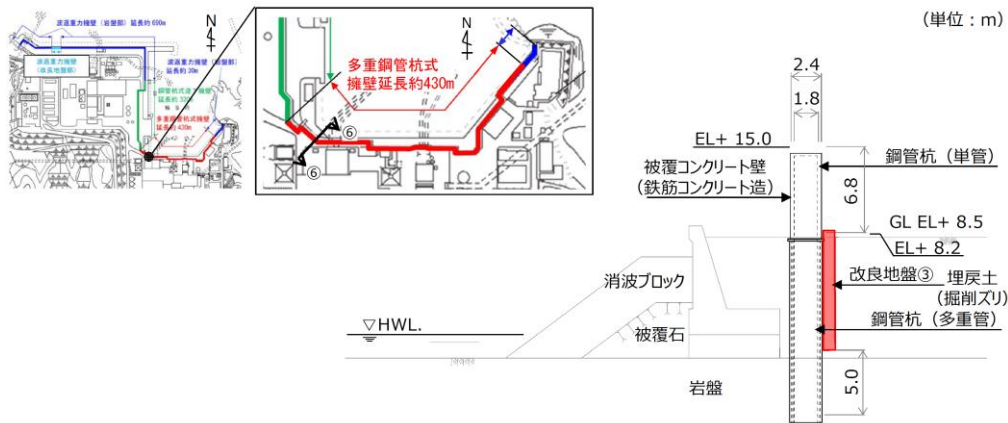 (単位：m)
N
波返重力擁壁（岩盤部）延長約690m
波返重力擁壁
（改良地盤部）
波返重力擁壁（岩盤部）
延長約30m
鋼管杭式逆T擁壁
延長約320m
多重鋼管杭式擁壁
延長約430m
N
多重鋼管杭式
擁壁延長約430m
⑥
⑥
2.4
1.8
EL+ 15.0
被覆コンクリート壁
（鉄筋コンクリート造）
鋼管杭（単管）
6.8
GL EL+ 8.5
EL+ 8.2
消波ブロック
改良地盤③
埋戻土
（掘削ズリ）
▽HWL.
被覆石
鋼管杭（多重管）
岩盤
5.0